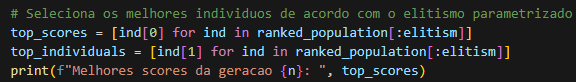 # Seleciona os melhores individuos de acordo com o elitismo parametrizado
top_scores = [ind[0] for ind in ranked_population[:elitism]]
top_individuals = [ind[1] for ind in ranked_population[:elitism]]
print(f"Melhores scores da geracao {n}: ", top_scores)